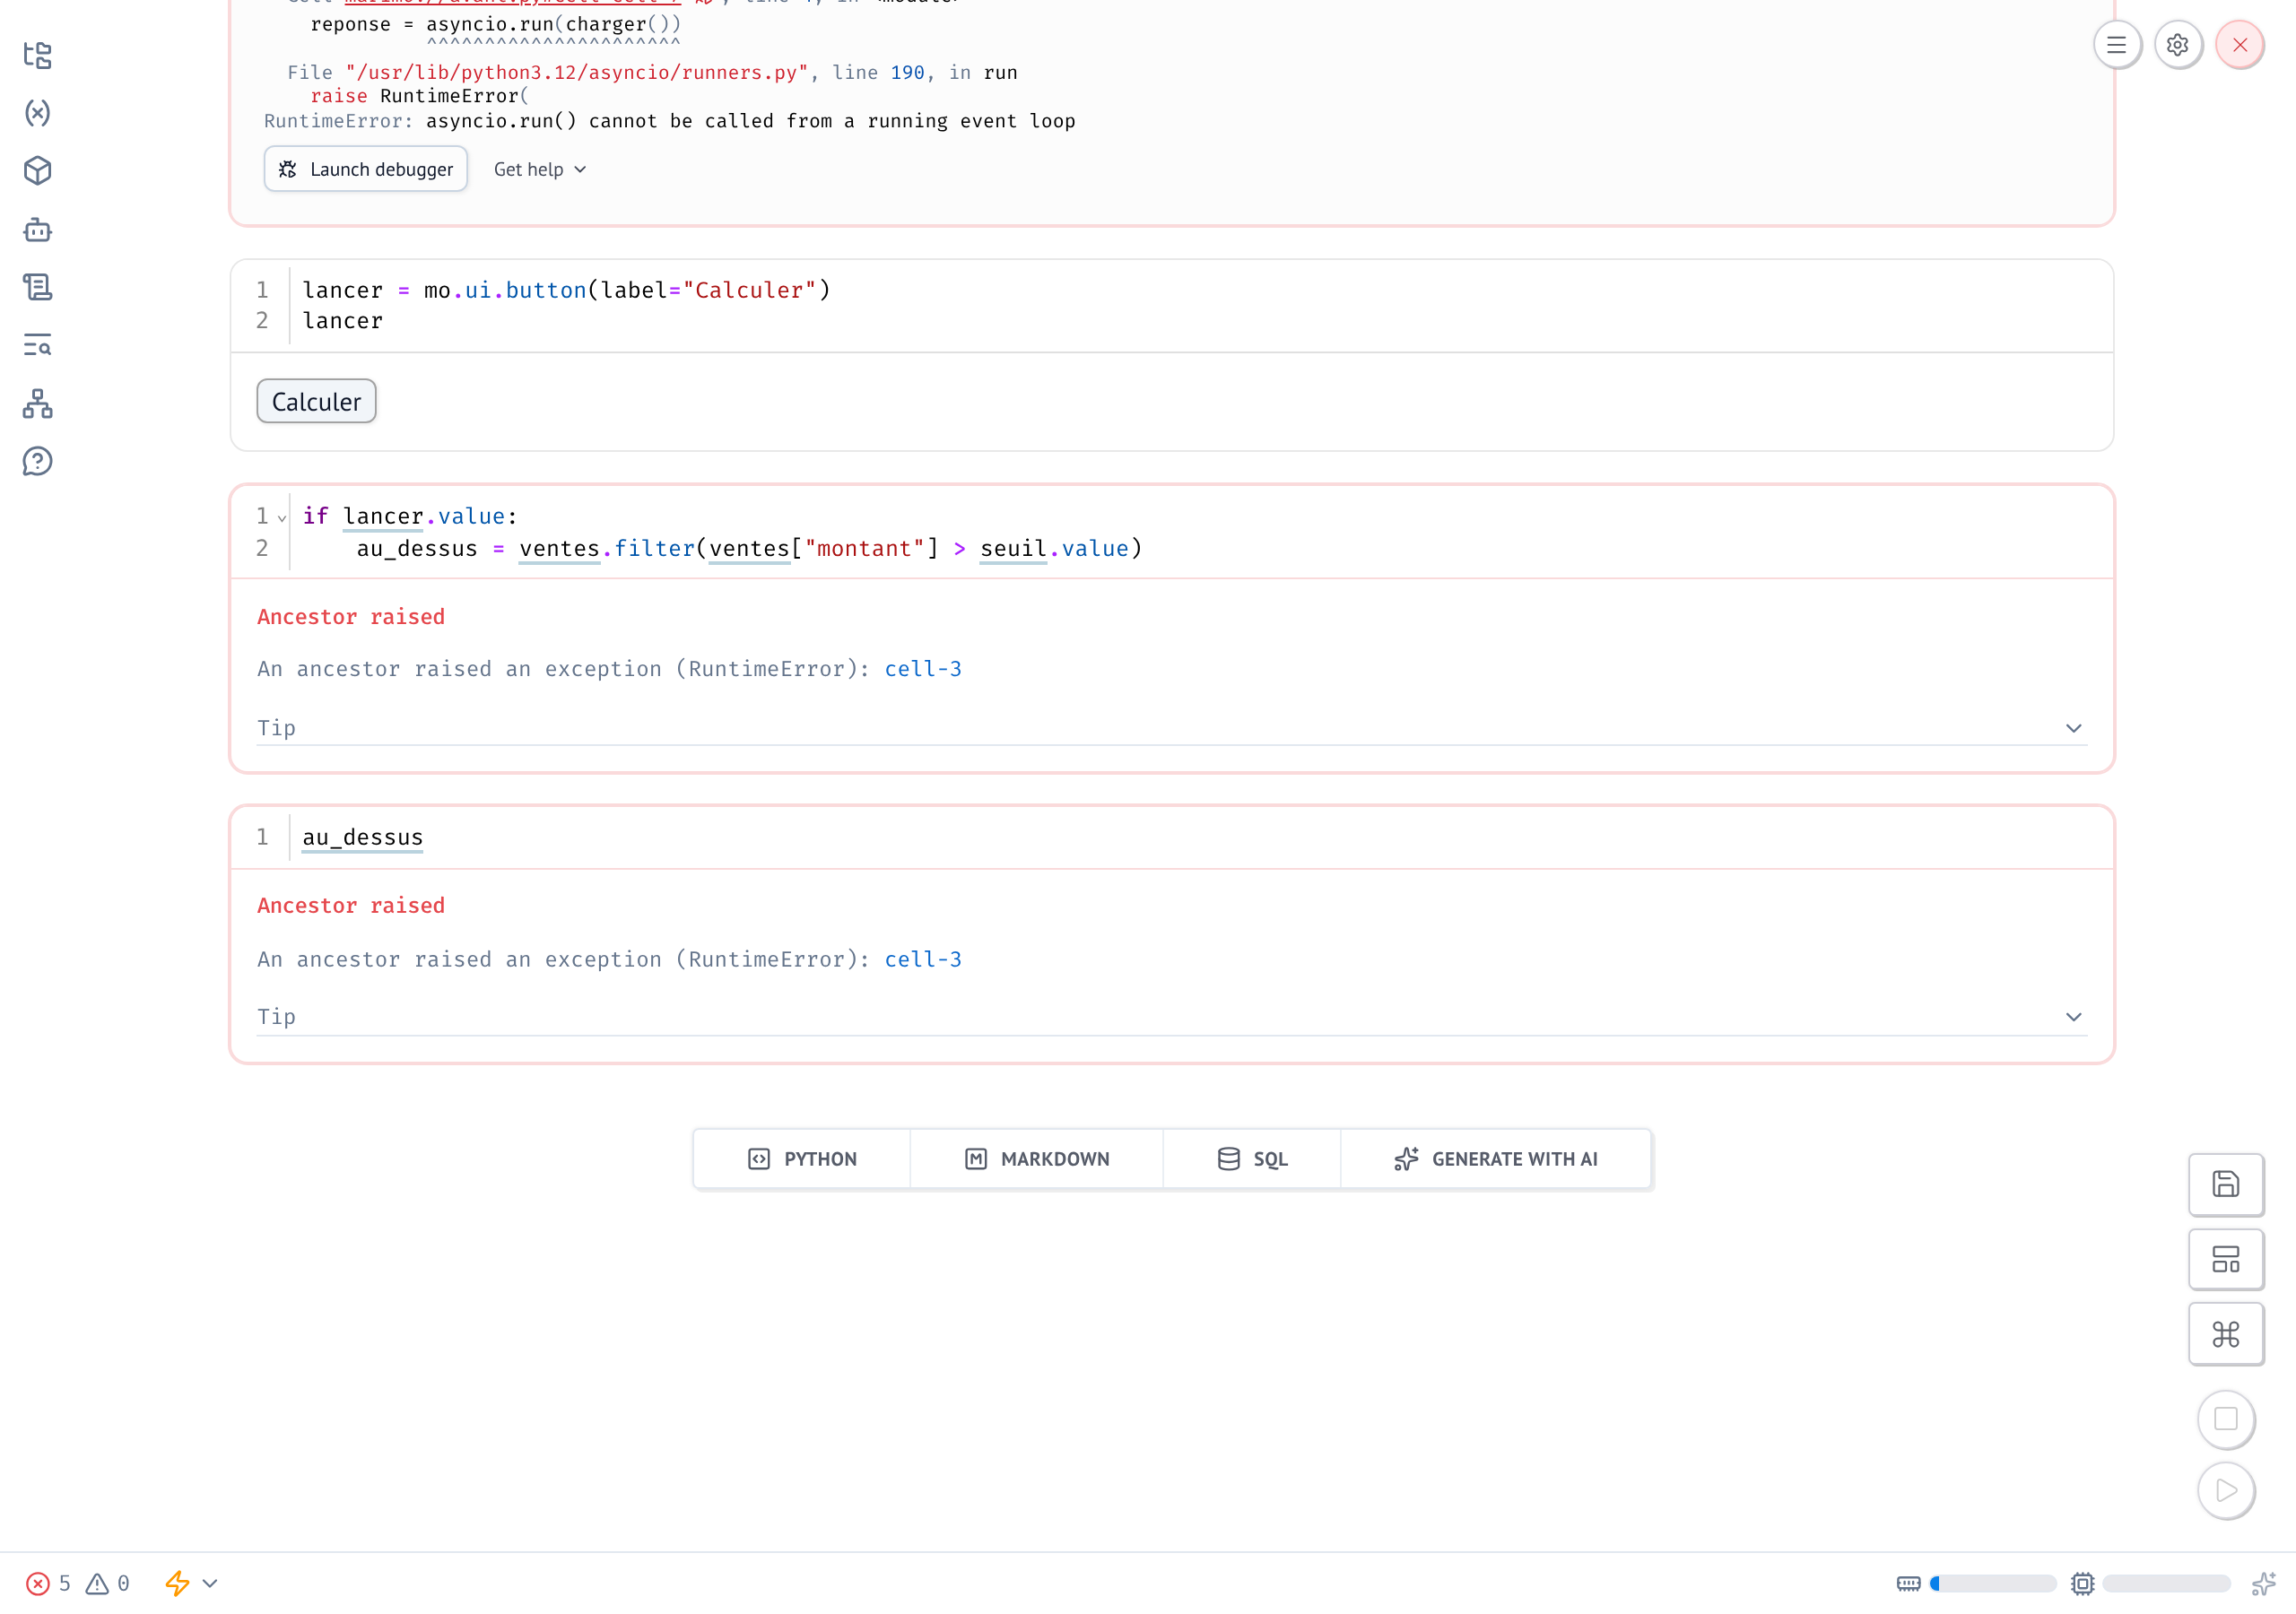 reponse = asyncio.run(charger())
^^^^^^^^^^^^^^^^^^^^^^
File "/usr/lib/python3.12/asyncio/runners.py", line 190, in run
raise RuntimeError(
RuntimeError: asyncio.run() cannot be called from a running event loop
Launch debugger Get help
1 lancer = mo.ui.button(label="Calculer")
2 lancer
Calculer
1 if lancer.value:
2 au_dessus = ventes.filter(ventes["montant"] > seuil.value)
Ancestor raised
An ancestor raised an exception (RuntimeError): cell-3
Tip
1 au_dessus
Ancestor raised
An ancestor raised an exception (RuntimeError): cell-3
Tip
PYTHON MARKDOWN SQL GENERATE WITH AI
5 0